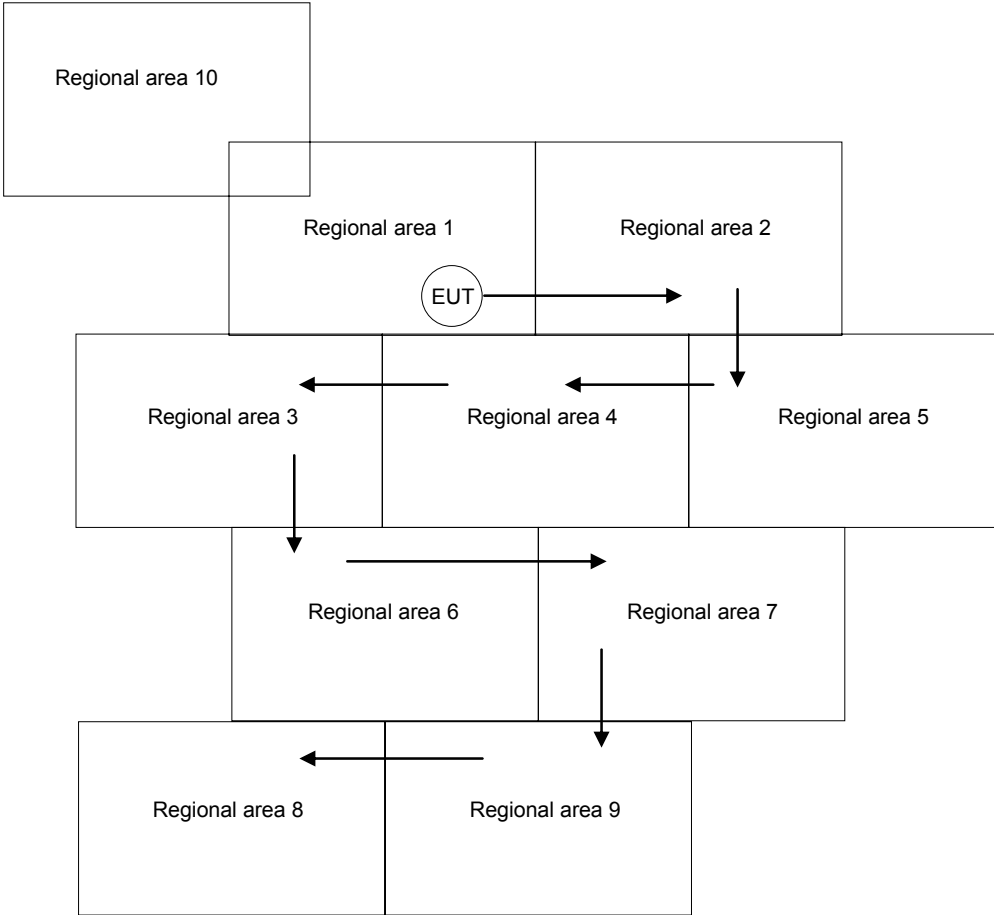 Regional area 10
Regional area 1
Regional area 2
EUT
Regional area 3
Regional area 4
Regional area 5
Regional area 6
Regional area 7
Regional area 8
Regional area 9